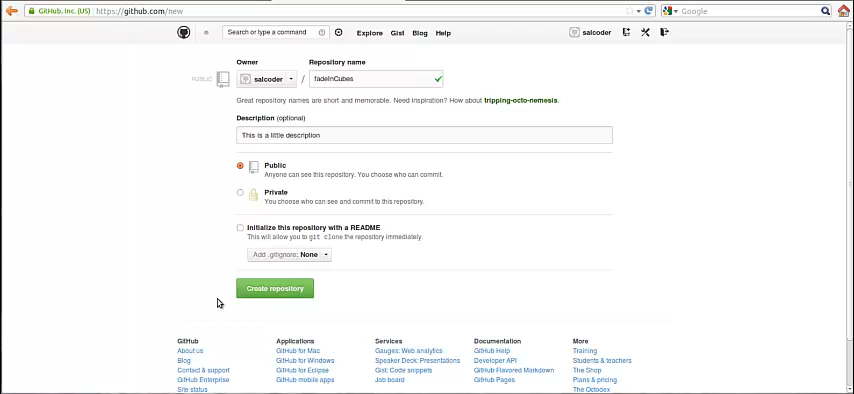 GitHub, Inc. (US) https://github.com/new Google
Search or type a command Explore Gist Blog Help salcoder
Owner Repository name
PUBLIC salcoder / fadeInCubes
Great repository names are short and memorable. Need inspiration? How about tripping-octo-nemesis.
Description (optional)
This is a little description
Public
Anyone can see this repository. You choose who can commit.
Private
You choose who can see and commit to this repository.
Initialize this repository with a README
This will allow you to git clone the repository immediately.
Add .gitignore: None
Create repository
GitHub Applications Services Documentation More
About us GitHub for Mac Gauges: Web analytics GitHub Help Training
Blog GitHub for Windows Speaker Deck: Presentations Developer API Students & teachers
Contact & support GitHub for Eclipse Gist: Code snippets GitHub Flavored Markdown The Shop
GitHub Enterprise GitHub mobile apps Job board GitHub Pages Plans & pricing
Site status The Octodex